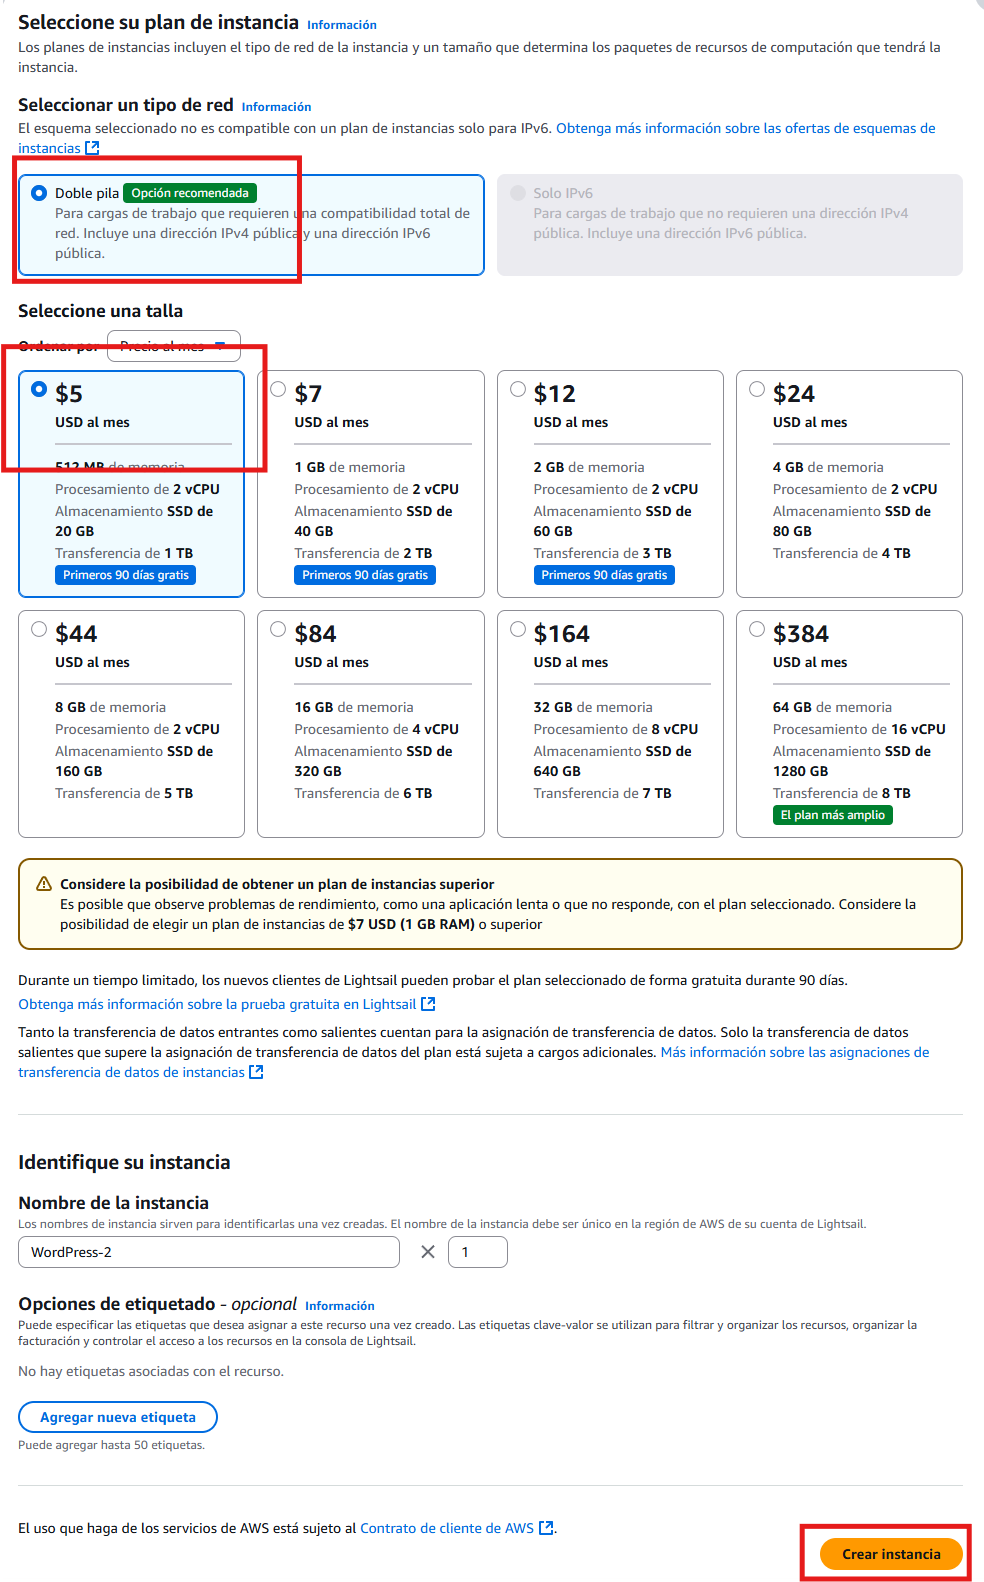 Seleccione su plan de instancia Información
Los planes de instancias incluyen el tipo de red de la instancia y un tamaño que determina los paquetes de recursos de computación que tendrá la
instancia.
Seleccionar un tipo de red Información
El esquema seleccionado no es compatible con un plan de instancias solo para IPv6. Obtenga más información sobre las ofertas de esquemas de
instancias
Doble pila Opción recomendada
Para cargas de trabajo que requieren una compatibilidad total de
red. Incluye una dirección IPv4 pública y una dirección IPv6
pública.
Solo IPv6
Para cargas de trabajo que no requieren una dirección IPv4
pública. Incluye una dirección IPv6 pública.
Seleccione una talla
Ordenar por Precio al mes
$5
USD al mes
512 MB de memoria
Procesamiento de 2 vCPU
Almacenamiento SSD de
20 GB
Transferencia de 1 TB
Primeros 90 días gratis
$7
USD al mes
1 GB de memoria
Procesamiento de 2 vCPU
Almacenamiento SSD de
40 GB
Transferencia de 2 TB
Primeros 90 días gratis
$12
USD al mes
2 GB de memoria
Procesamiento de 2 vCPU
Almacenamiento SSD de
60 GB
Transferencia de 3 TB
Primeros 90 días gratis
$24
USD al mes
4 GB de memoria
Procesamiento de 2 vCPU
Almacenamiento SSD de
80 GB
Transferencia de 4 TB
$44
USD al mes
8 GB de memoria
Procesamiento de 2 vCPU
Almacenamiento SSD de
160 GB
Transferencia de 5 TB
$84
USD al mes
16 GB de memoria
Procesamiento de 4 vCPU
Almacenamiento SSD de
320 GB
Transferencia de 6 TB
$164
USD al mes
32 GB de memoria
Procesamiento de 8 vCPU
Almacenamiento SSD de
640 GB
Transferencia de 7 TB
$384
USD al mes
64 GB de memoria
Procesamiento de 16 vCPU
Almacenamiento SSD de
1280 GB
Transferencia de 8 TB
El plan más amplio
Considere la posibilidad de obtener un plan de instancias superior
Es posible que observe problemas de rendimiento, como una aplicación lenta o que no responde, con el plan seleccionado. Considere la
posibilidad de elegir un plan de instancias de $7 USD (1 GB RAM) o superior
Durante un tiempo limitado, los nuevos clientes de Lightsail pueden probar el plan seleccionado de forma gratuita durante 90 días.
Obtenga más información sobre la prueba gratuita en Lightsail
Tanto la transferencia de datos entrantes como salientes cuentan para la asignación de transferencia de datos. Solo la transferencia de datos
salientes que supere la asignación de transferencia de datos del plan está sujeta a cargos adicionales. Más información sobre las asignaciones de
transferencia de datos de instancias
Identifique su instancia
Nombre de la instancia
Los nombres de instancia sirven para identificarlas una vez creadas. El nombre de la instancia debe ser único en la región de AWS de su cuenta de Lightsail.
WordPress-2 × 1
Opciones de etiquetado - opcional Información
Puede especificar las etiquetas que desea asignar a este recurso una vez creado. Las etiquetas clave-valor se utilizan para filtrar y organizar los recursos, organizar la
facturación y controlar el acceso a los recursos en la consola de Lightsail.
No hay etiquetas asociadas con el recurso.
Agregar nueva etiqueta
Puede agregar hasta 50 etiquetas.
El uso que haga de los servicios de AWS está sujeto al Contrato de cliente de AWS .
Crear instancia